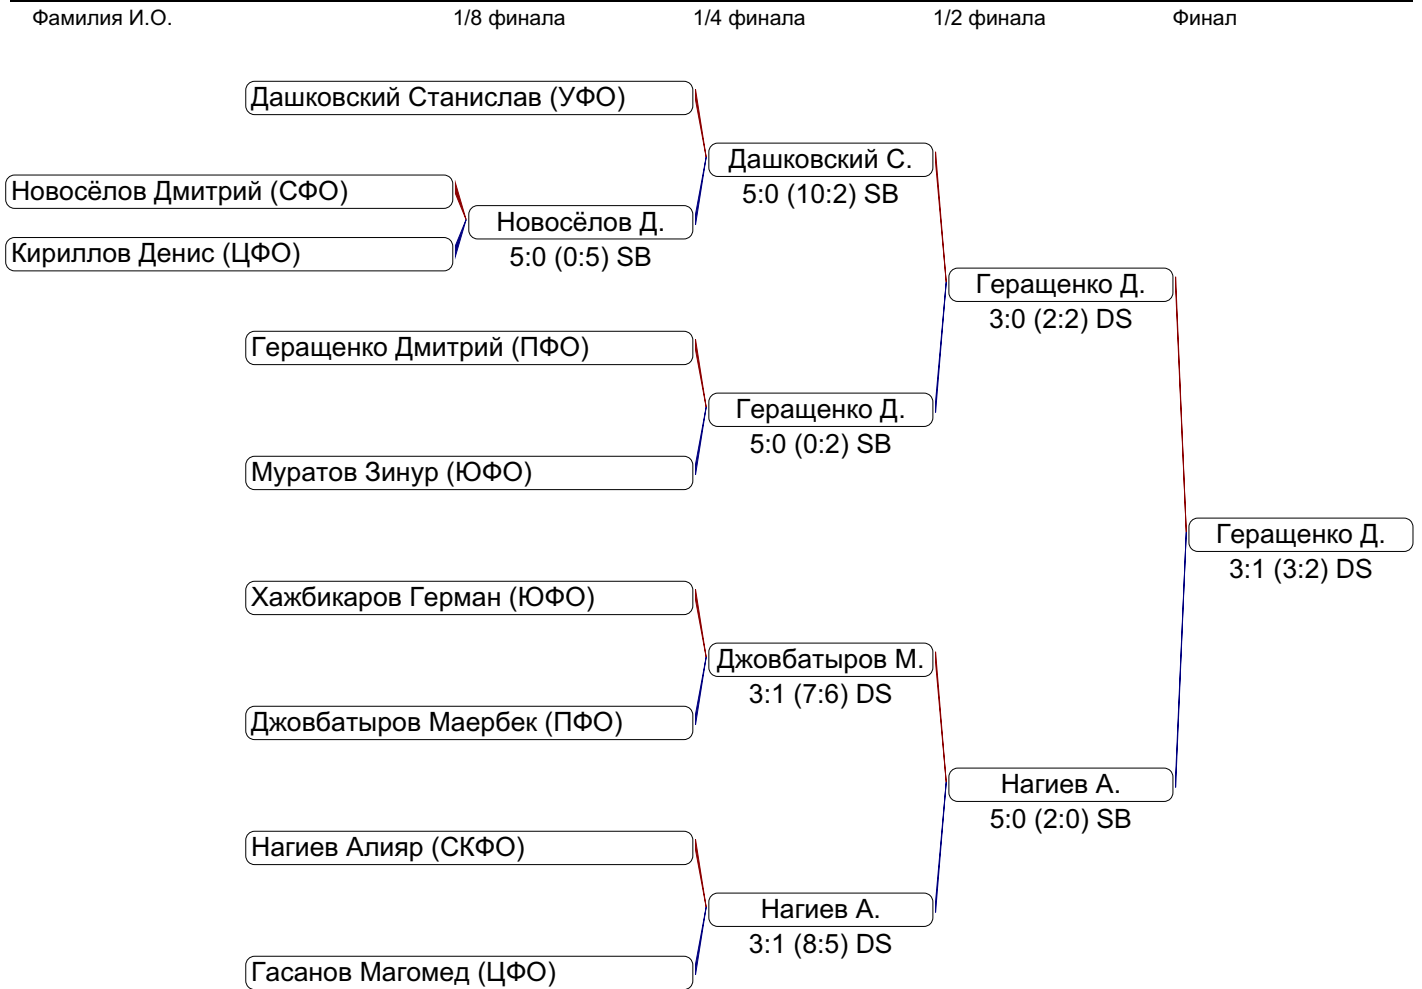 Фамилия И.О. 1/8 финала 1/4 финала 1/2 финала Финал
Дашковский Станислав (УФО)
Дашковский С.
5:0 (10:2) SB
Новосёлов Дмитрий (СФО)
Новосёлов Д.
5:0 (0:5) SB
Кириллов Денис (ЦФО)
Геращенко Д.
3:0 (2:2) DS
Геращенко Дмитрий (ПФО)
Геращенко Д.
5:0 (0:2) SB
Муратов Зинур (ЮФО)
Геращенко Д.
3:1 (3:2) DS
Хажбикаров Герман (ЮФО)
Джовбатыров М.
3:1 (7:6) DS
Джовбатыров Маербек (ПФО)
Нагиев А.
5:0 (2:0) SB
Нагиев Алияр (СКФО)
Нагиев А.
3:1 (8:5) DS
Гасанов Магомед (ЦФО)